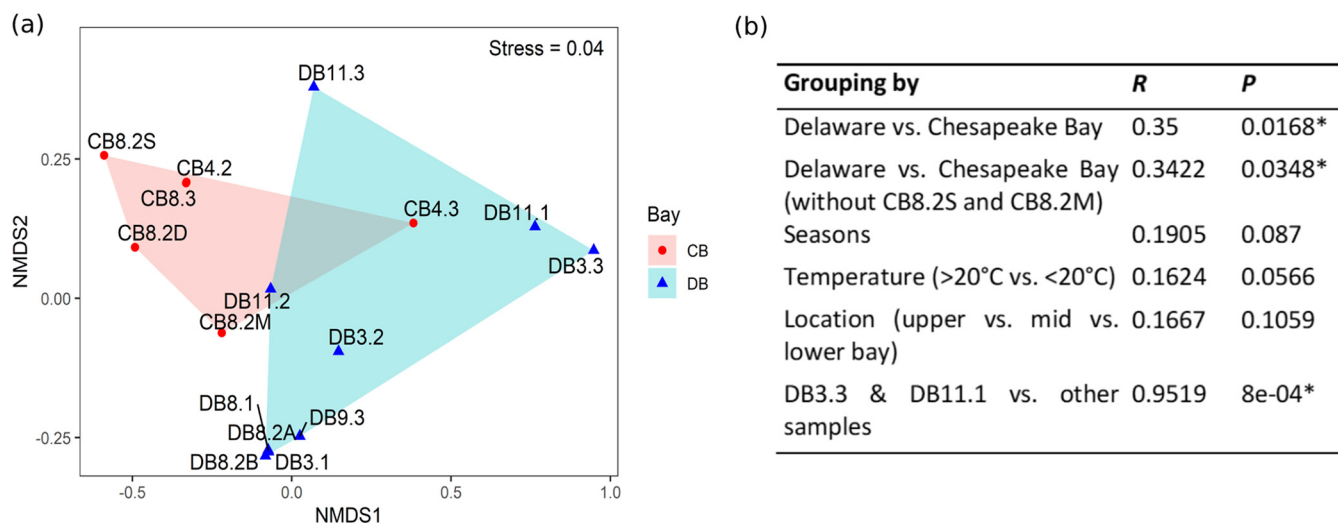 (a)
Stress = 0.04
DB11.3
CB8.2S
CB4.2
CB8.3
CB8.2D
CB4.3
DB11.1
DB3.3
DB11.2
CB8.2M
DB3.2
DB8.1
DB9.3
DB8.2A
DB8.2B
DB3.1
0.25
0.00
-0.25
NMDS2
-0.5
0.0
0.5
1.0
NMDS1
Bay
CB
DB
(b)
Grouping by R P
Delaware vs. Chesapeake Bay 0.35 0.0168*
Delaware vs. Chesapeake Bay 0.3422 0.0348*
(without CB8.2S and CB8.2M)
Seasons 0.1905 0.087
Temperature (>20°C vs. <20°C) 0.1624 0.0566
Location (upper vs. mid vs. 0.1667 0.1059
lower bay)
DB3.3 & DB11.1 vs. other 0.9519 8e-04*
samples